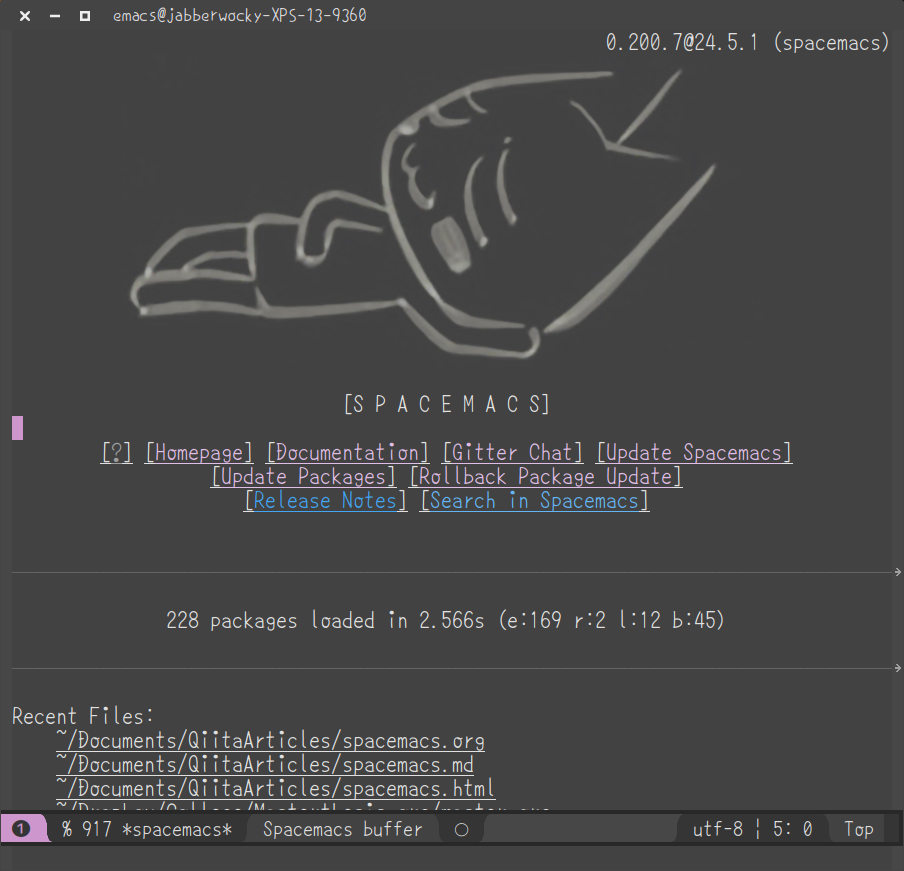 emacs@jabberwocky-XPS-13-9360
0.200.7@24.5.1 (spacemacs)
[S P A C E M A C S]
[?] [Homepage] [Documentation] [Gitter Chat] [Update Spacemacs]
[Update Packages] [Rollback Package Update]
[Release Notes] [Search in Spacemacs]
228 packages loaded in 2.566s (e:169 r:2 l:12 b:45)
Recent Files:
~/Documents/QiitaArticles/spacemacs.org
~/Documents/QiitaArticles/spacemacs.md
~/Documents/QiitaArticles/spacemacs.html
❶ % 917 *spacemacs* Spacemacs buffer utf-8 ¦ 5: 0 Top